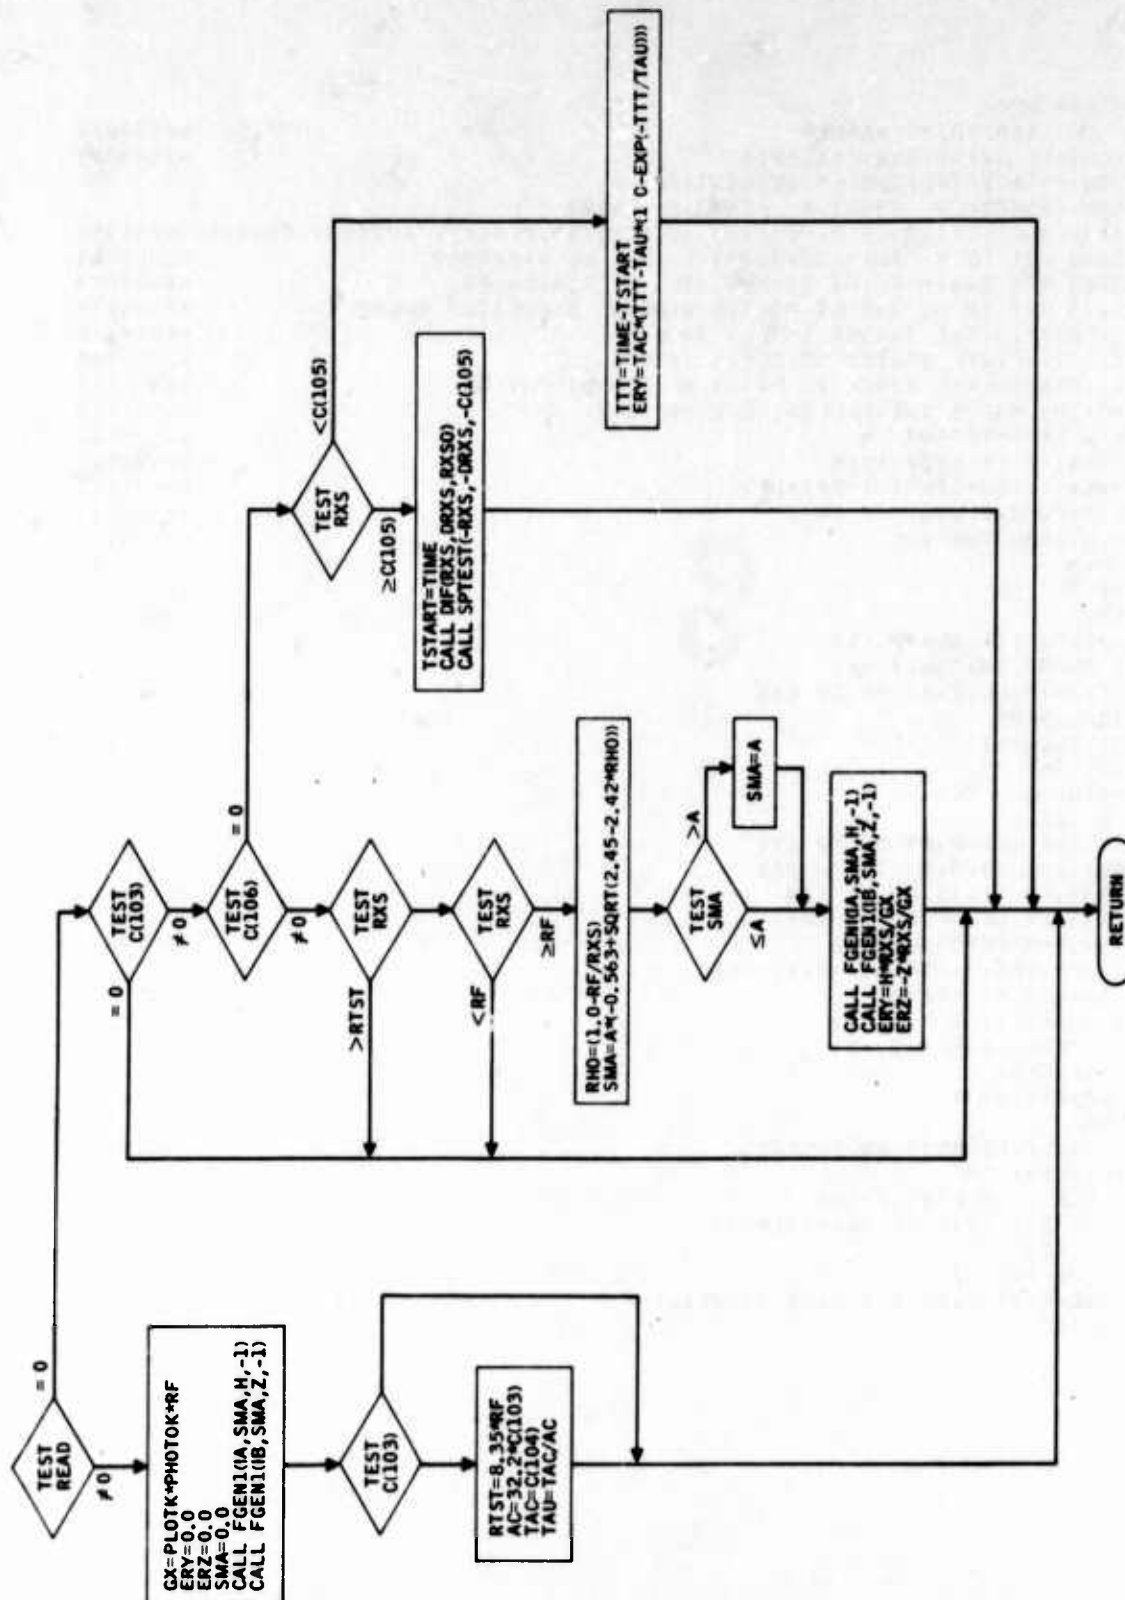 TEST
READ
= 0
≠0
GX=PLOTK*PHOTOK*RF
ERY=0.0
ERZ=0.0
SMA=0.0
CALL FGEN1(IA,SMA,H,-1)
CALL FGEN1(IB,SMA,Z,-1)
TEST
C(103)
RTST=8.35*RF
AC=32.2*C(103)
TAC=C(104)
TAU=TAC/AC
TEST
C(103)
= 0
≠0
TEST
C(106)
= 0
≠0
TEST
RXS
>RTST
TEST
RXS
<RF
≥RF
RHO=(1.0-RF/RXS)
SMA=A*(-0.563+SQRT(2.45-2.42*RHO))
TEST
SMA
>A
≤A
SMA=A
CALL FGEN1(IA,SMA,H,-1)
CALL FGEN1(IB,SMA,Z,-1)
ERY=H*RXS/GX
ERZ=-Z*RXS/GX
TEST
RXS
<C(105)
≥C(105)
TSTART=TIME
CALL DIF(RXS,DRXS,RXSO)
CALL SPTEST(-RXS,-DRXS,-C(105)
TTT=TIME-TSTART
ERY=TAC*(TTT-TAU*(1 0-EXP(-TTT/TAU)))
RETURN